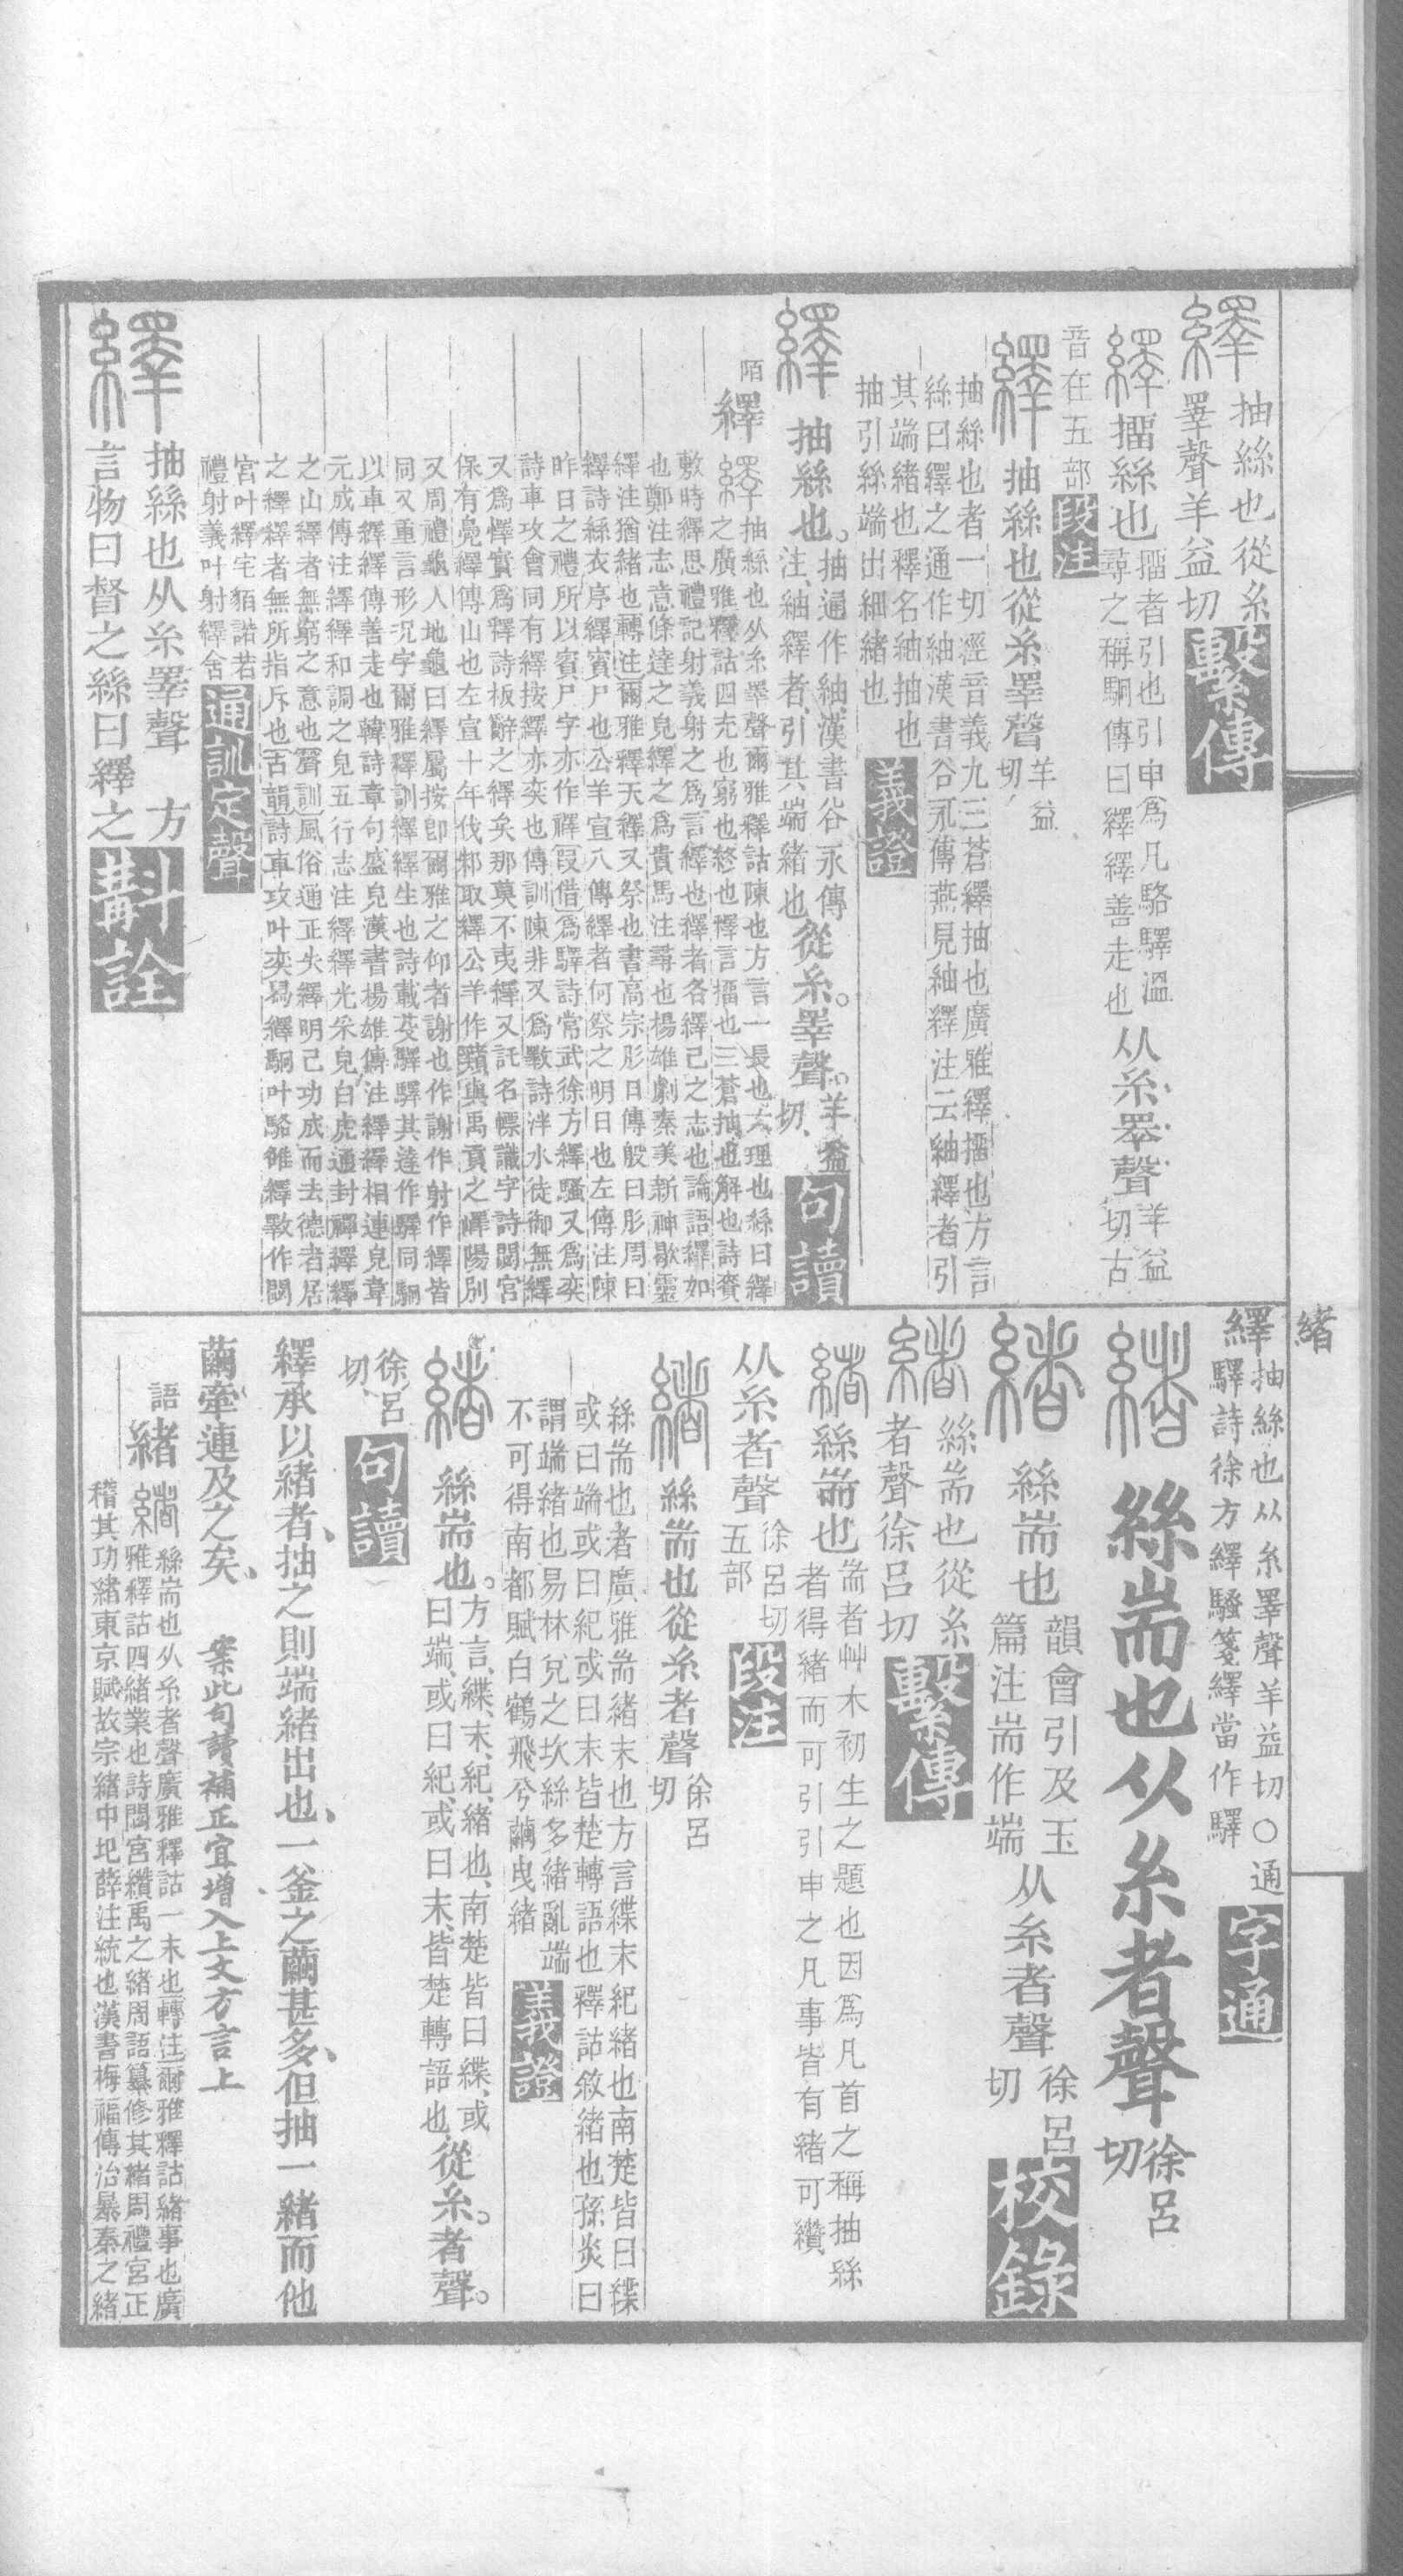 繹 抽絲也從糸
睪聲羊益切 繫傳
繹 擂絲也 擂者引也引申爲凡駱驛溫
尋之稱駉傳曰繹繹善走也 从糸睪聲 羊益
切古
音在五部 段注
繹 抽絲也從糸睪聲 羊益
切
抽絲也者一切經音義九三蒼繹抽也廣雅繹擂也方言
絲曰繹之通作紬漢書谷永傳燕見紬繹注云紬繹者引
其端緒也釋名紬抽也
抽引絲端出細緒也 義證
繹 抽絲也。抽通作紬漢書谷永傳
注、紬繹者、引其端緒也 從糸。睪聲。羊益
切、 句讀
陌 繹 抽絲也从糸睪聲爾雅釋詁陳也方言一長也六理也絲曰繹
之廣雅釋詁四充也窮也終也釋言擂也三蒼抽也解也詩賚
敷時繹思禮記射義射之爲言繹也繹者各繹己之志也論語繹如
也鄭注志意條達之皃繹之爲貴馬注尋也楊雄劇秦美新神歇靈
繹注猶緒也轉注爾雅釋天繹又祭也書高宗肜日傳殷曰肜周曰
繹詩絲衣序繹賓尸也公羊宣八傳繹者何祭之明日也左傳注陳
昨日之禮所以賓尸字亦作襗叚借爲驛詩常武徐方繹騷又爲奕
詩車攻會同有繹按繹亦奕也傳訓陳非又爲斁詩泮水徒御無繹
又爲懌實爲釋詩板辭之繹矣那莫不夷繹又託名幖識字詩閟宮
保有鳧繹傳山也左宣十年伐邾取繹公羊作蘱與禹貢之嶧陽別
又周禮龜人地龜曰繹屬按卽爾雅之仰者謝也作謝作射作繹皆
同又重言形況字爾雅釋訓繹繹生也詩載芟驛驛其達作驛同駉
以車繹繹傳善走也韓詩章句盛皃漢書楊雄傳注繹繹相連皃韋
元成傳注繹繹和調之皃五行志注繹繹光采皃白虎通封禪繹繹
之山繹者無窮之意也聲訓風俗通正失繹明己功成而去德者居
之繹繹者無所指斥也古韻詩車攻叶奕舄繹駉叶駱雒繹斁作閟
宮叶繹宅貊諾若
禮射義叶射繹舍 通訓定聲
繹 抽絲也从糸睪聲 方
言物曰督之絲曰繹之 斠詮
緒
繹 抽絲也从糸睪聲羊益切○通
驛詩徐方繹騷箋繹當作驛 字通
緒 絲耑也从糸者聲 徐呂
切
緒 絲耑也 韻會引及玉
篇注耑作端 从糸者聲 徐呂
切 校錄
緒 絲耑也從糸
者聲徐呂切 繫傳
緒 絲耑也 耑者艸木初生之題也因爲凡首之稱抽絲
者得緒而可引引申之凡事皆有緒可纘
从糸者聲 徐呂切
五部 段注
緒 絲耑也從糸者聲 徐呂
切
絲耑也者廣雅耑緒末也方言緤末紀緒也南楚皆曰緤
或曰端或曰紀或曰末皆楚轉語也釋詁敘緒也孫炎曰
謂端緒也易林兌之坎絲多緒亂端
不可得南都賦白鶴飛兮繭曳緒 義證
緒 絲耑也。方言、緤、末、紀、緒也、南楚皆曰緤、或
曰端、或曰紀、或曰末、皆楚轉語也、從糸。者聲。
徐呂
切、 句讀
繹承以緒者、抽之則端緒出也、一釜之繭甚多、但抽一緒而他
繭牽連及之矣、 案此句讀補正宜增入上文方言上
語 緒 絲耑也从糸者聲廣雅釋詁一末也轉注爾雅釋詁緒事也廣
雅釋詁四緒業也詩閟宮纘禹之緒周語纂修其緒周禮宮正
稽其功緒東京賦故宗緒中圯薛注統也漢書梅福傳治暴秦之緒